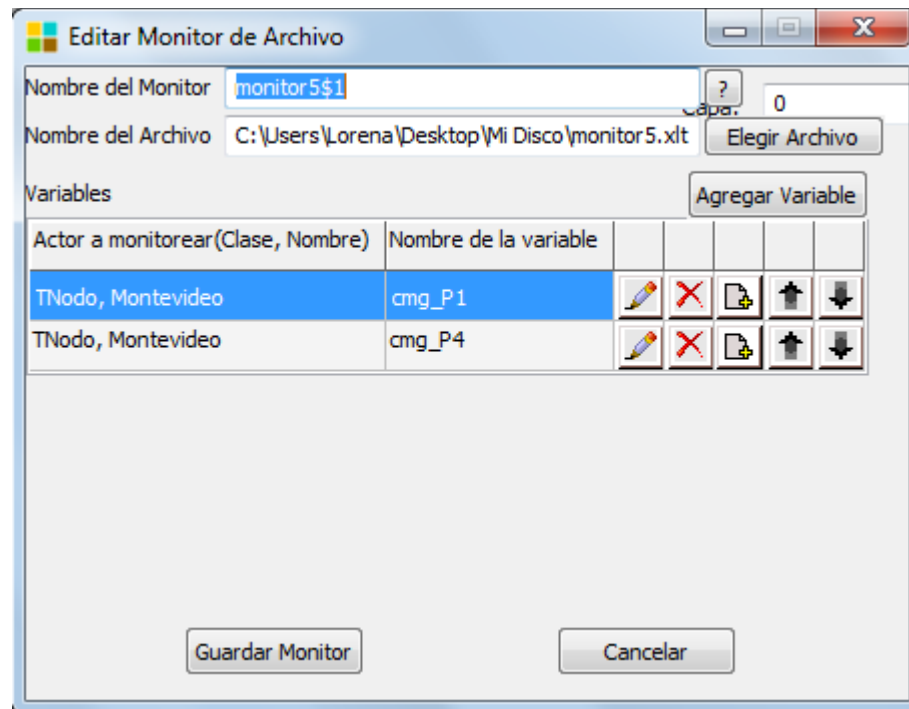 Editar Monitor de Archivo
Nombre del Monitor monitor5$1 ? Capa: 0
Nombre del Archivo C:\Users\Lorena\Desktop\Mi Disco\monitor5.xlt Elegir Archivo
Variables Agregar Variable
Actor a monitorear(Clase, Nombre) Nombre de la variable
TNodo, Montevideo cmg_P1
TNodo, Montevideo cmg_P4
Guardar Monitor Cancelar